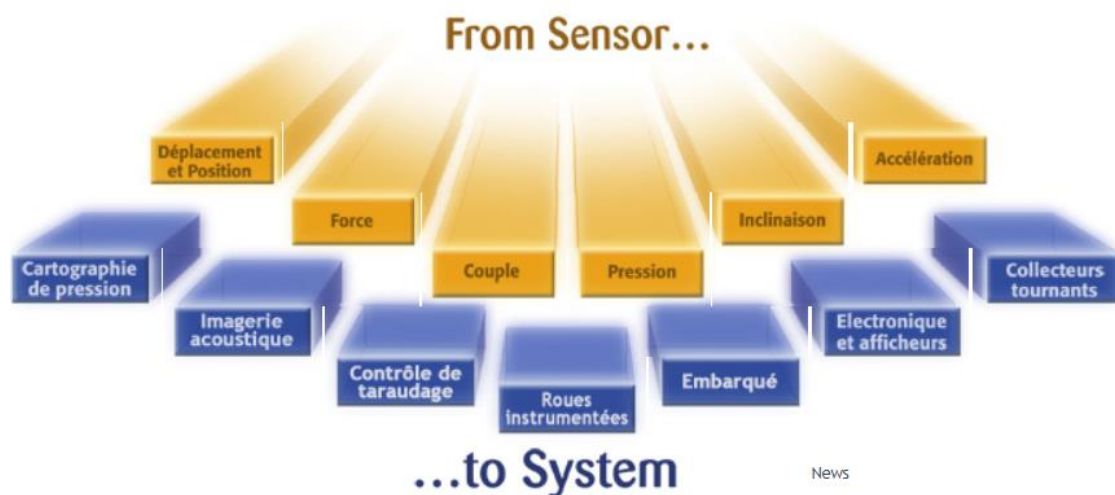 From Sensor...
Déplacement
et Position
Force
Couple
Pression
Inclinaison
Accélération
Cartographie
de pression
Imagerie
acoustique
Contrôle de
taraudage
Roues
instrumentées
Embarqué
Electronique
et afficheurs
Collecteurs
tournants
...to System
News